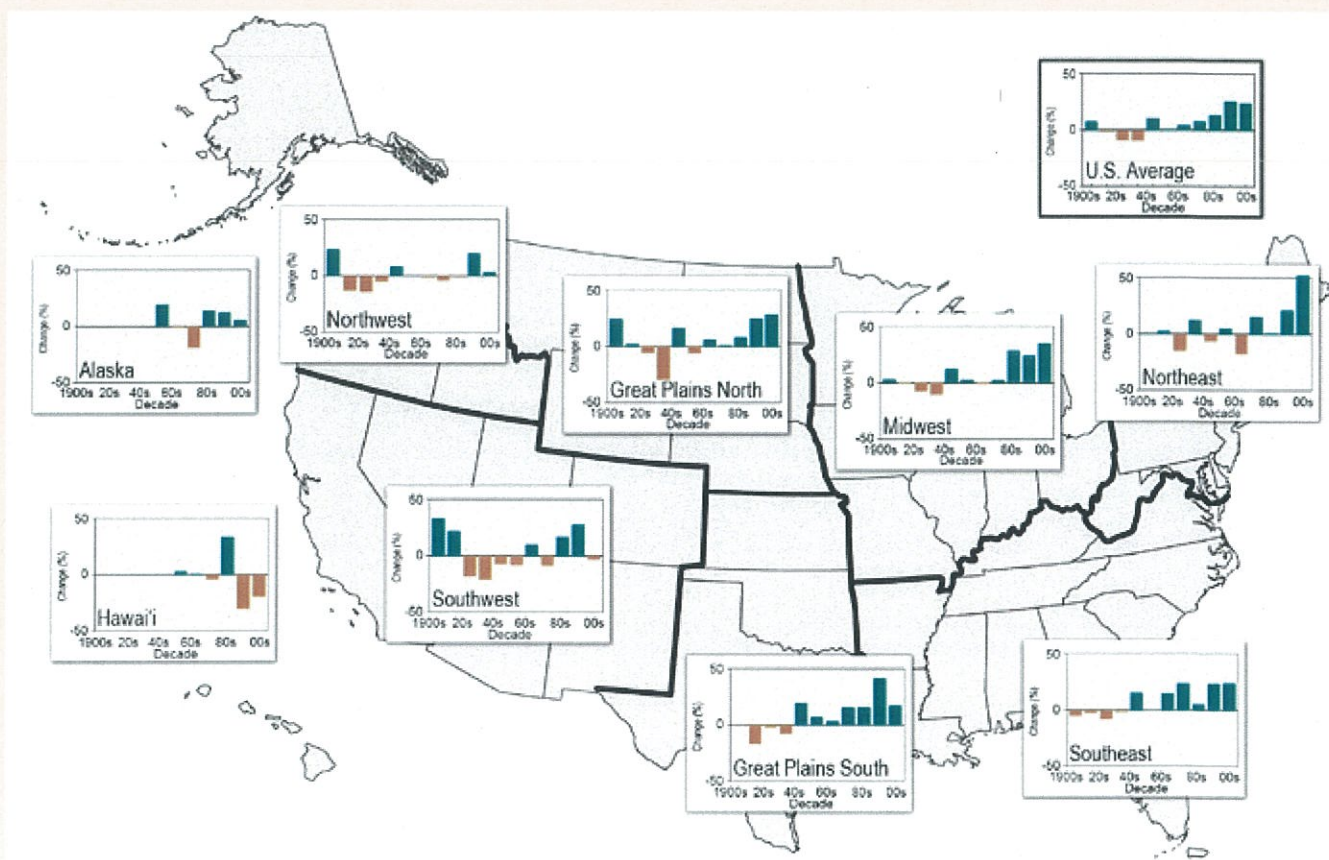 50
Change (%)
0
-50
U.S. Average
1900s 20s 40s 60s 80s 00s
Decade
50
Change (%)
0
-50
Northwest
1900s 20s 40s 60s 80s 00s
Decade
50
Change (%)
0
-50
Alaska
1900s 20s 40s 60s 80s 00s
Decade
50
Change (%)
0
-50
Great Plains North
1900s 20s 40s 60s 80s 00s
Decade
50
Change (%)
0
-50
Midwest
1900s 20s 40s 60s 80s 00s
Decade
50
Change (%)
0
-50
Northeast
1900s 20s 40s 60s 80s 00s
Decade
50
Change (%)
0
-50
Hawai'i
1900s 20s 40s 60s 80s 00s
Decade
50
Change (%)
0
-50
Southwest
1900s 20s 40s 60s 80s 00s
Decade
50
Change (%)
0
-50
Great Plains South
1900s 20s 40s 60s 80s 00s
Decade
50
Change (%)
0
-50
Southeast
1900s 20s 40s 60s 80s 00s
Decade